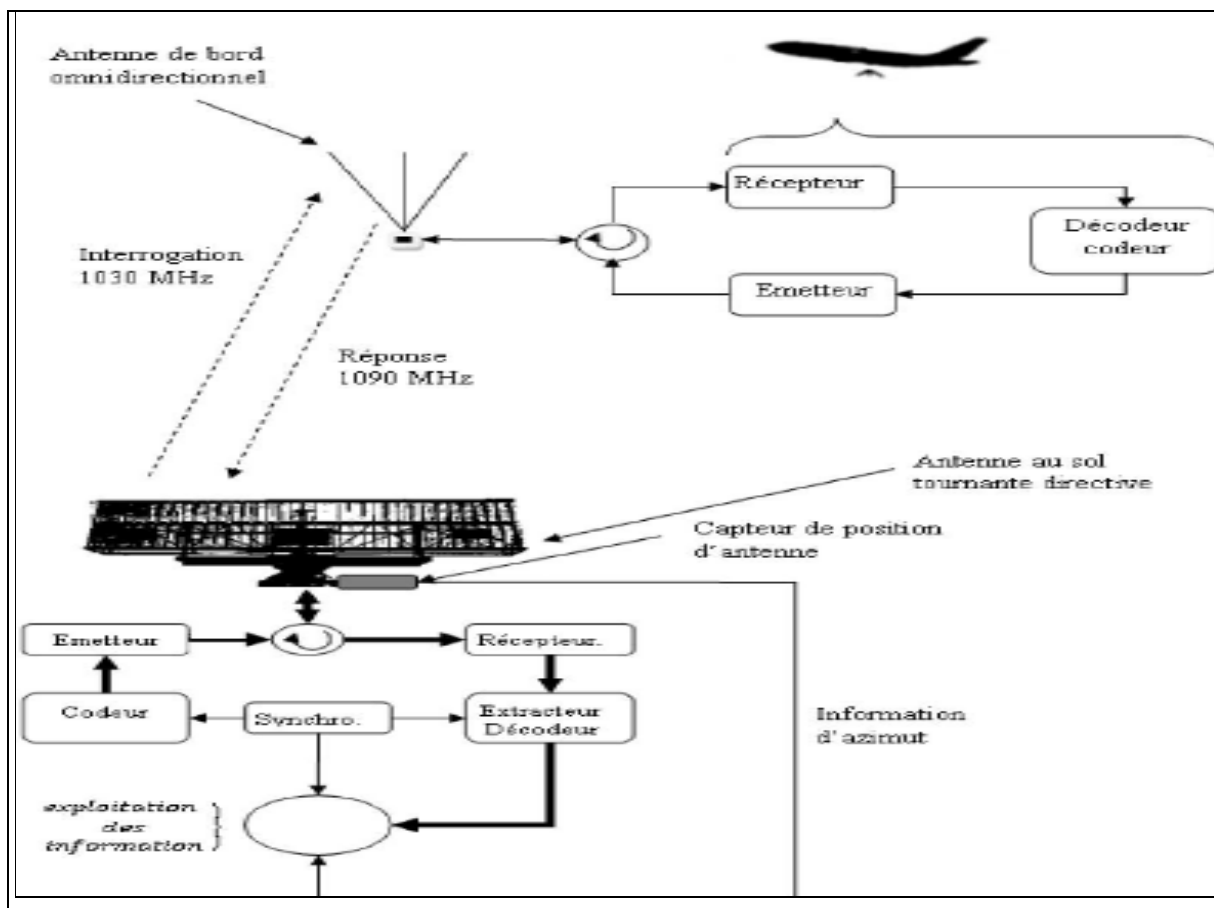 Antenne de bord
omnidirectionnel
Récepteur
Décodeur
codeur
Emetteur
Interrogation
1030 MHz
Réponse
1090 MHz
Antenne au sol
tournante directive
Capteur de position
d'antenne
Emetteur
Récepteur.
Codeur
Synchro.
Extracteur
Décodeur
Information
d'azimut
exploitation
des
information